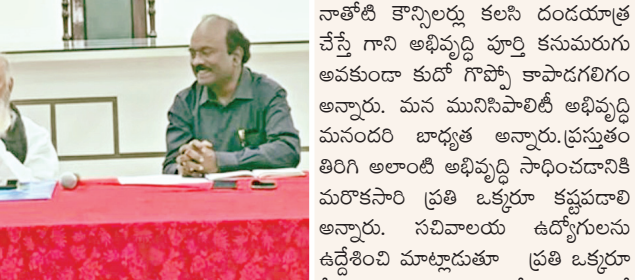 నాతోటి కౌన్సిలర్లు కలసి దండయాత్ర
చేస్తే గాని అభివృద్ధి పూర్తి కనుమరుగు
అవకుండా కుదో గొప్పో కాపాడగలిగం
అన్నారు. మన మునిసిపాలిటీ అభివృద్ధి
మనందరి బాధ్యత అన్నారు.ప్రస్తుతం
తిరిగి అలాంటి అభివృద్ధి సాధించడానికి
మరొకసారి ప్రతి ఒక్కరూ కష్టపడాలి
అన్నారు. సచివాలయ ఉద్యోగులను
ఉద్దేశించి మాట్లాడుతూ ప్రతి ఒక్కరూ